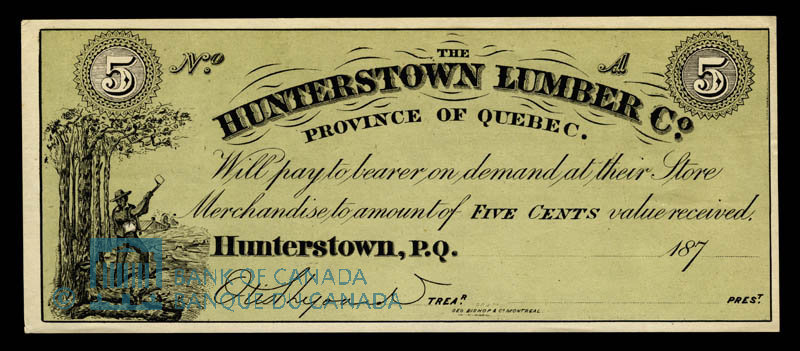 5 No. A 5
THE
HUNTERSTOWN LUMBER Co.
PROVINCE OF QUEBEC.
Will pay to bearer on demand, at their Store
Merchandise, to amount of FIVE CENTS value received.
Hunterstown, P.Q. 187
BANK OF CANADA
BANQUE DU CANADA
TREAR PREST
GEO. BISHOP & Co MONTREAL